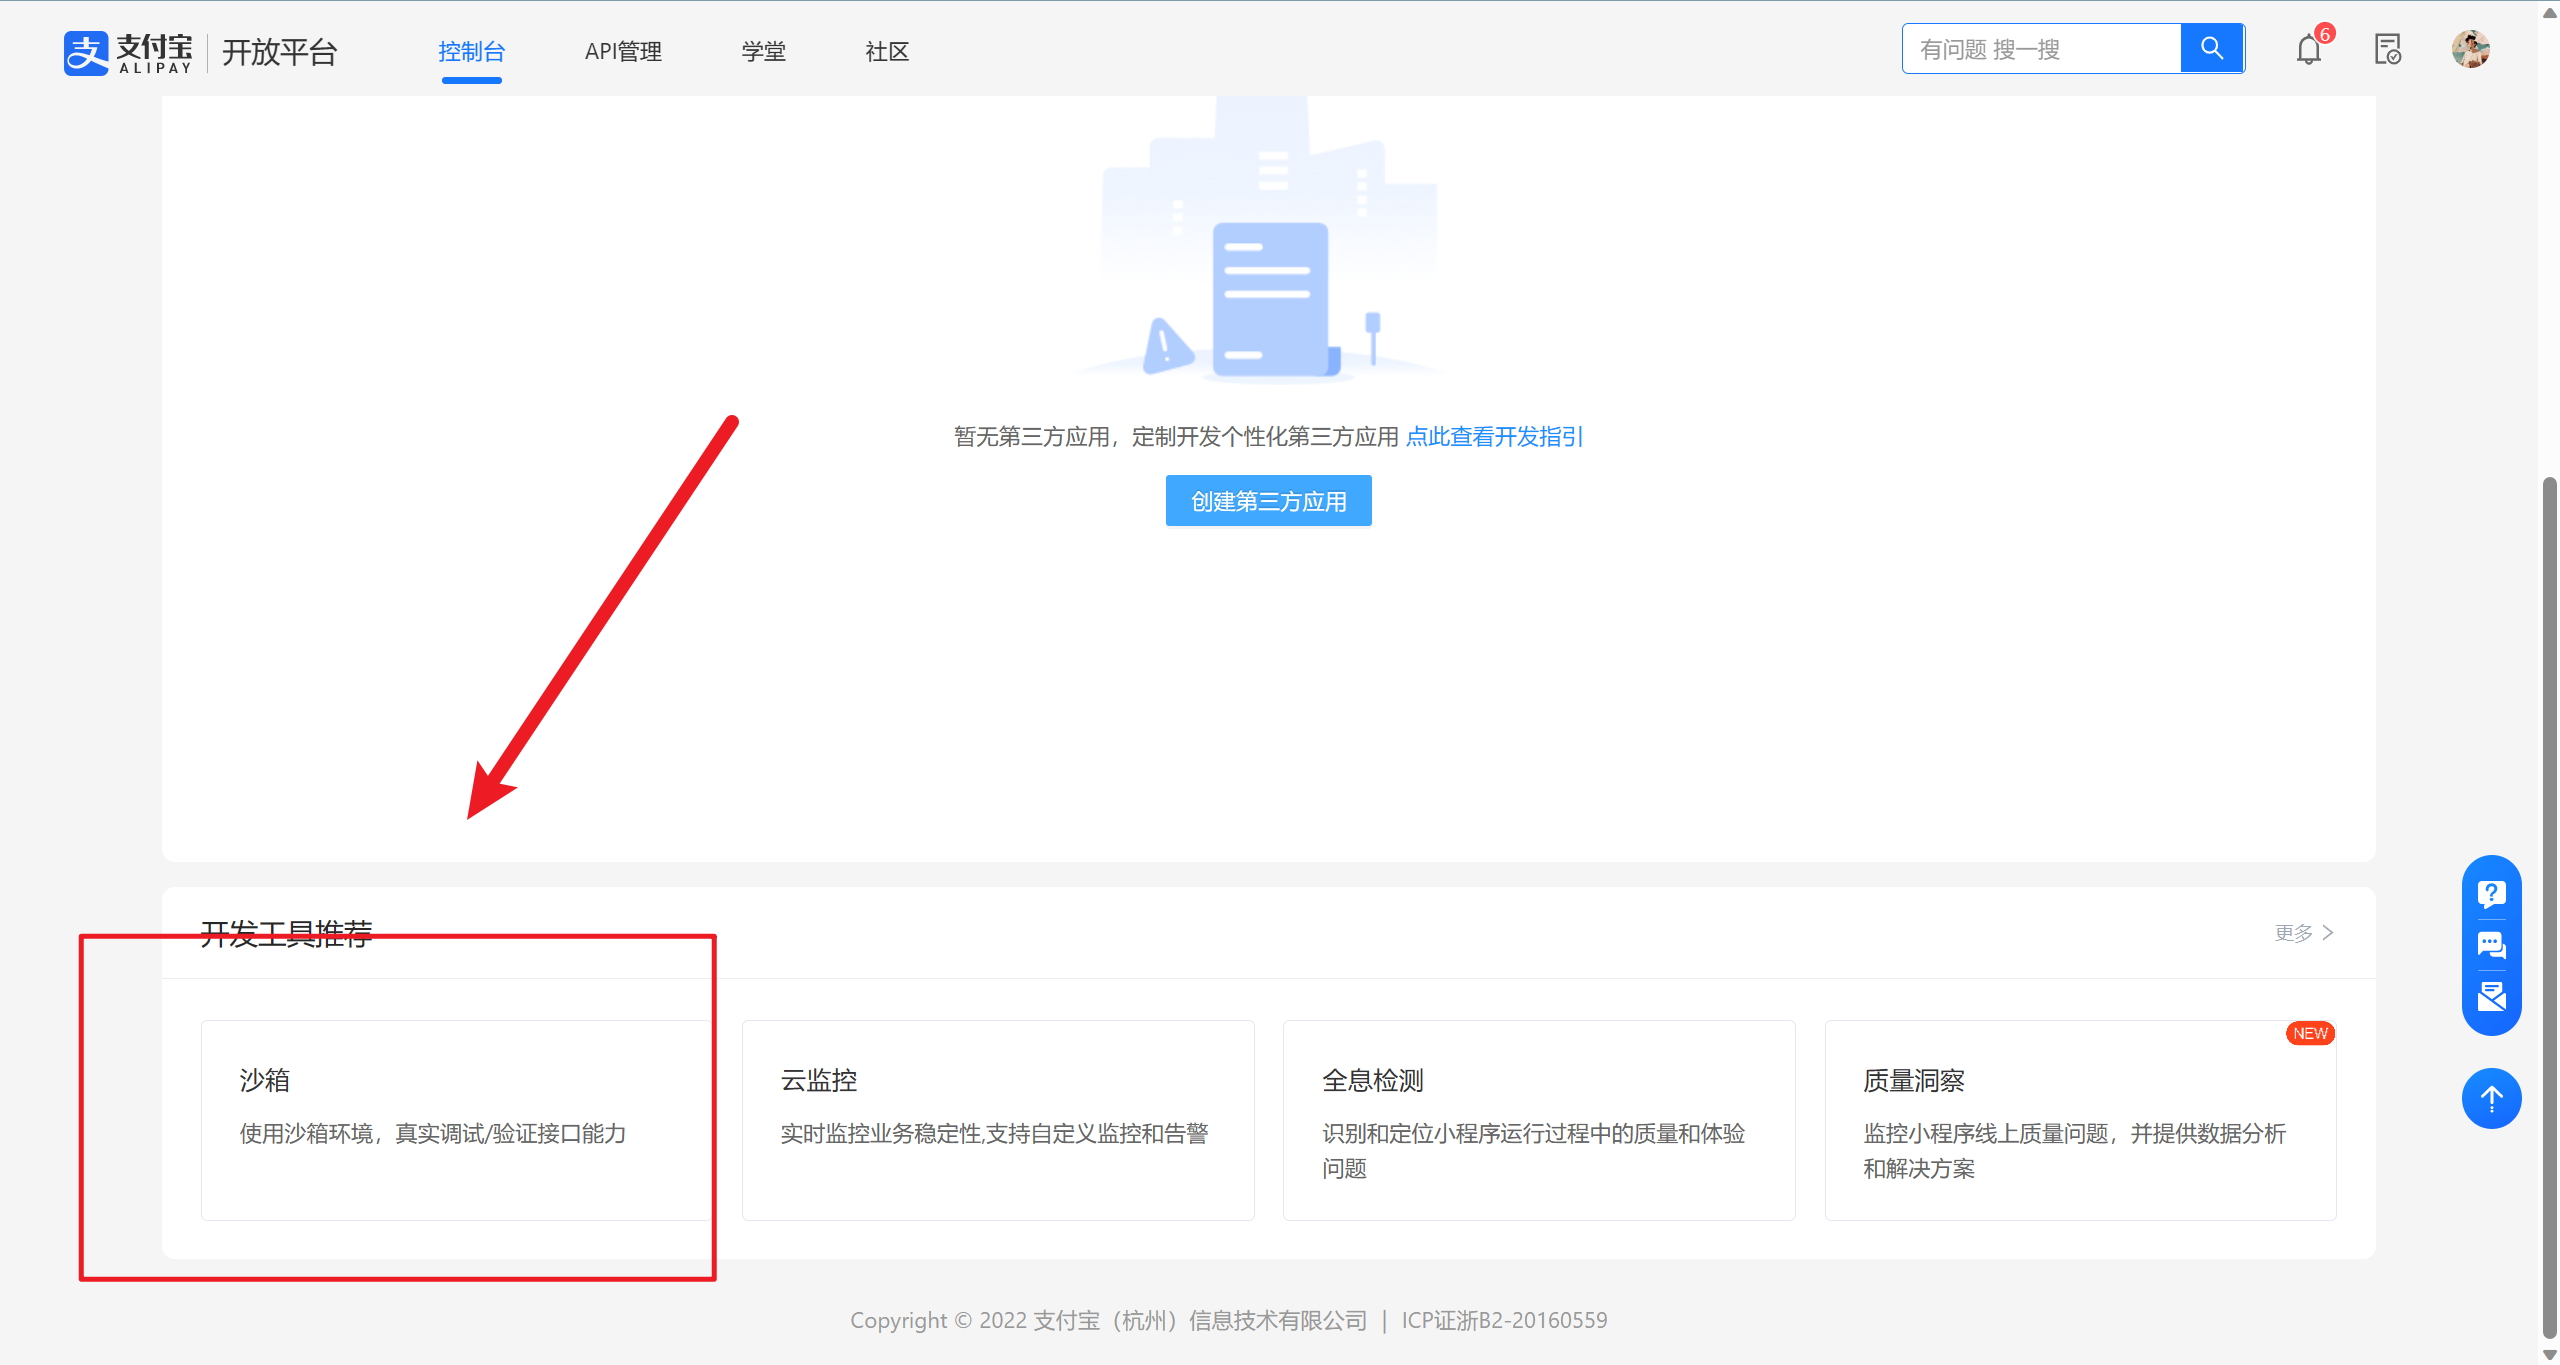 支付宝
ALIPAY
开放平台
控制台
API管理
学堂
社区
有问题 搜一搜
6
暂无第三方应用，定制开发个性化第三方应用 点此查看开发指引
创建第三方应用
开发工具推荐
更多
沙箱
使用沙箱环境，真实调试/验证接口能力
云监控
实时监控业务稳定性,支持自定义监控和告警
全息检测
识别和定位小程序运行过程中的质量和体验
问题
NEW
质量洞察
监控小程序线上质量问题，并提供数据分析
和解决方案
Copyright © 2022 支付宝（杭州）信息技术有限公司 | ICP证浙B2-20160559